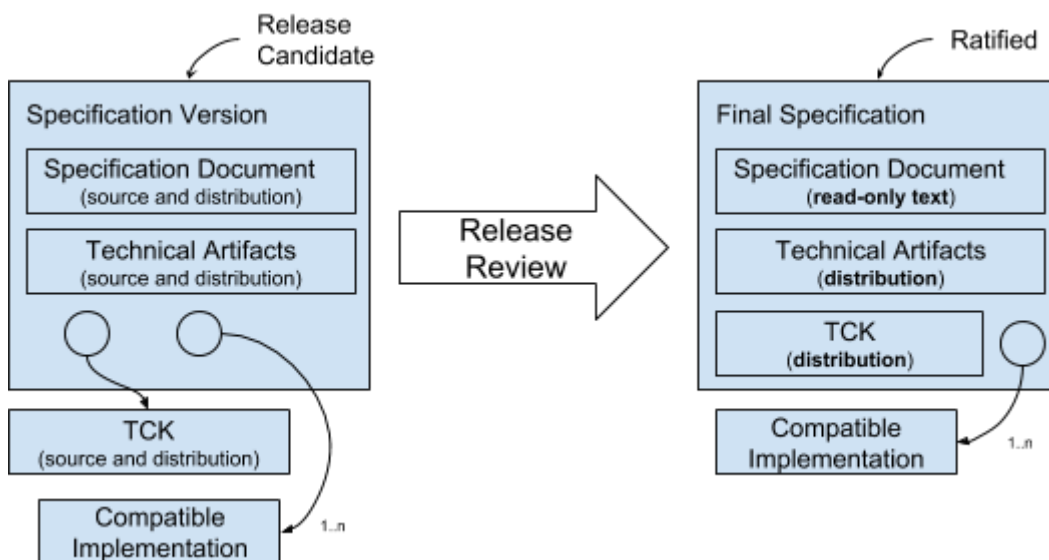 Release
Candidate
Specification Version
Specification Document
(source and distribution)
Technical Artifacts
(source and distribution)
TCK
(source and distribution)
Compatible
Implementation
1..n
Release
Review
Ratified
Final Specification
Specification Document
(read-only text)
Technical Artifacts
(distribution)
TCK
(distribution)
Compatible
Implementation
1..n